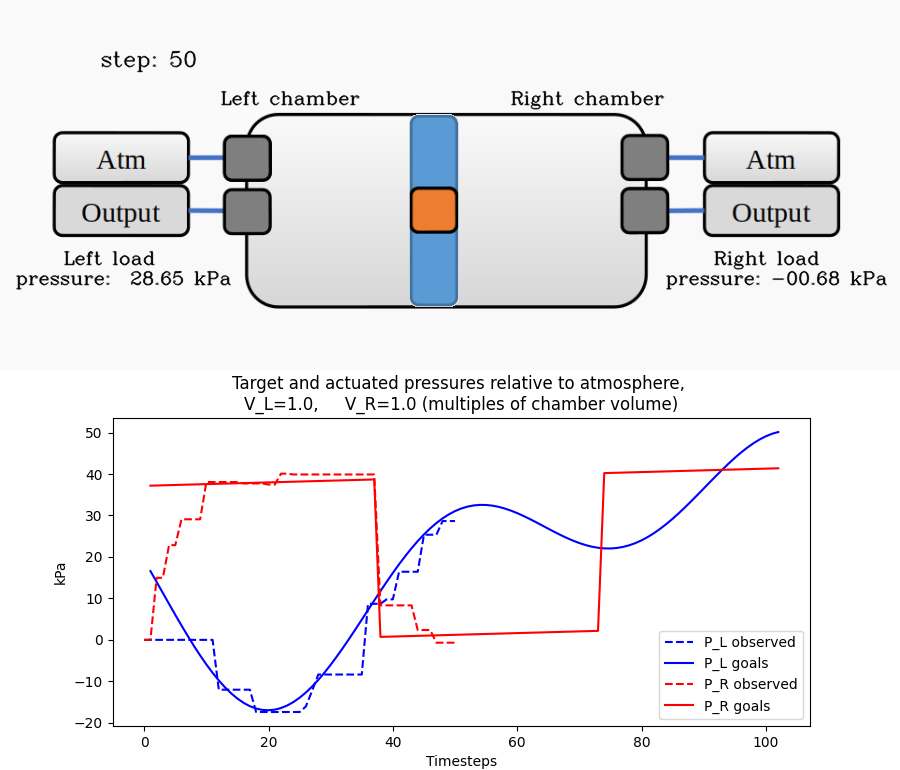 step: 50
Left chamber
Right chamber
Atm
Atm
Output
Output
Left load
pressure:  28.65 kPa
Right load
pressure: -00.68 kPa
Target and actuated pressures relative to atmosphere,
V_L=1.0,     V_R=1.0 (multiples of chamber volume)
50
40
30
20
10
0
−10
−20
kPa
P_L observed
P_L goals
P_R observed
P_R goals
0 20 40 60 80 100
Timesteps